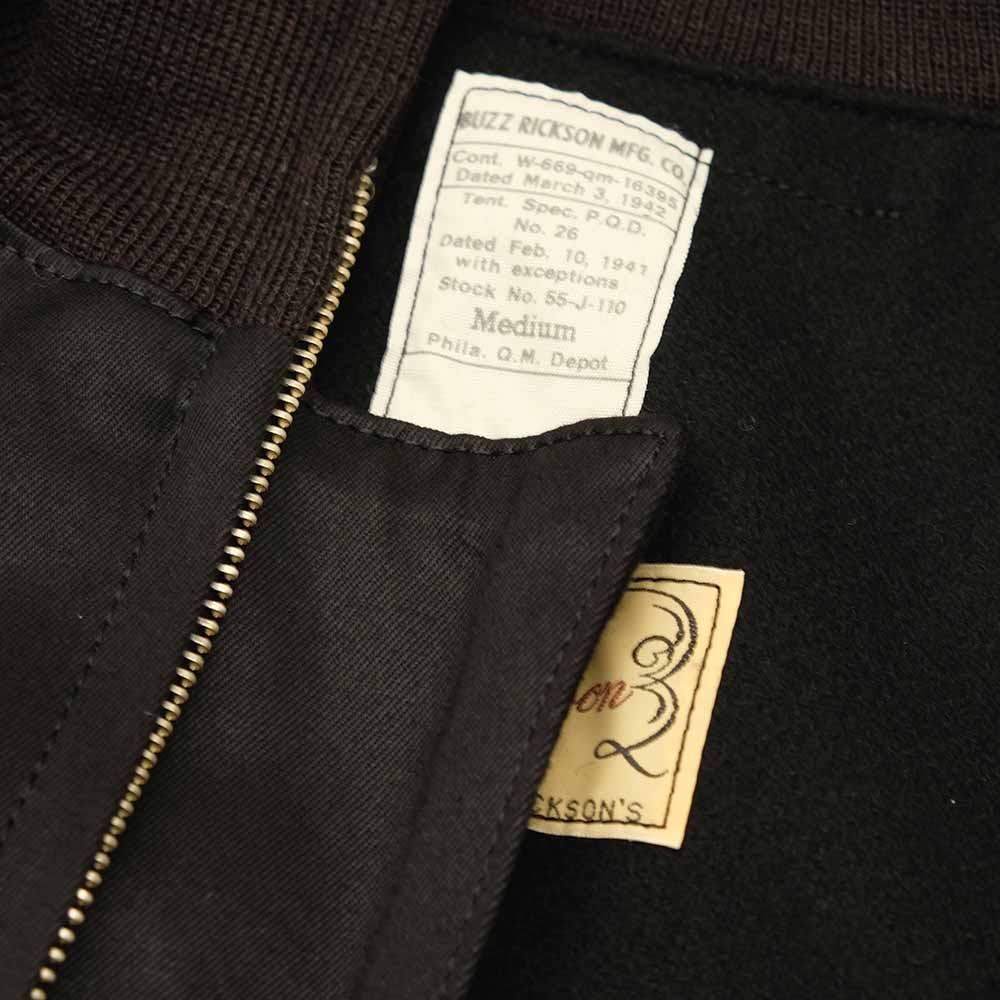 BUZZ RICKSON MFG. CO.
Cont. W-669-qm-16395
Dated March 3, 1942
Tent. Spec. P.Q.D.
No. 26
Dated Feb. 10, 1941
with exceptions
Stock No. 55-J-110
Medium
Phila. Q.M. Depot
on
CKSON'S